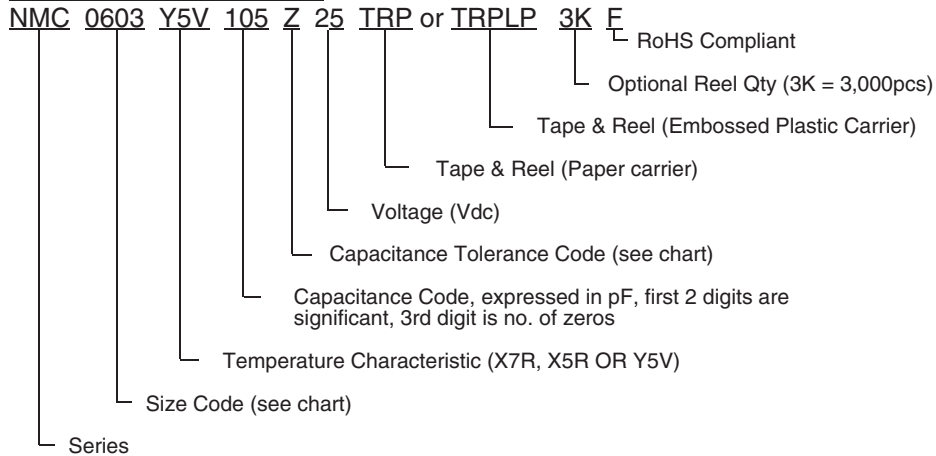 NMC 0603 Y5V 105 Z 25 TRP or TRPLP 3K F
RoHS Compliant
Optional Reel Qty (3K = 3,000pcs)
Tape & Reel (Embossed Plastic Carrier)
Tape & Reel (Paper carrier)
Voltage (Vdc)
Capacitance Tolerance Code (see chart)
Capacitance Code, expressed in pF, first 2 digits are
significant, 3rd digit is no. of zeros
Temperature Characteristic (X7R, X5R OR Y5V)
Size Code (see chart)
Series